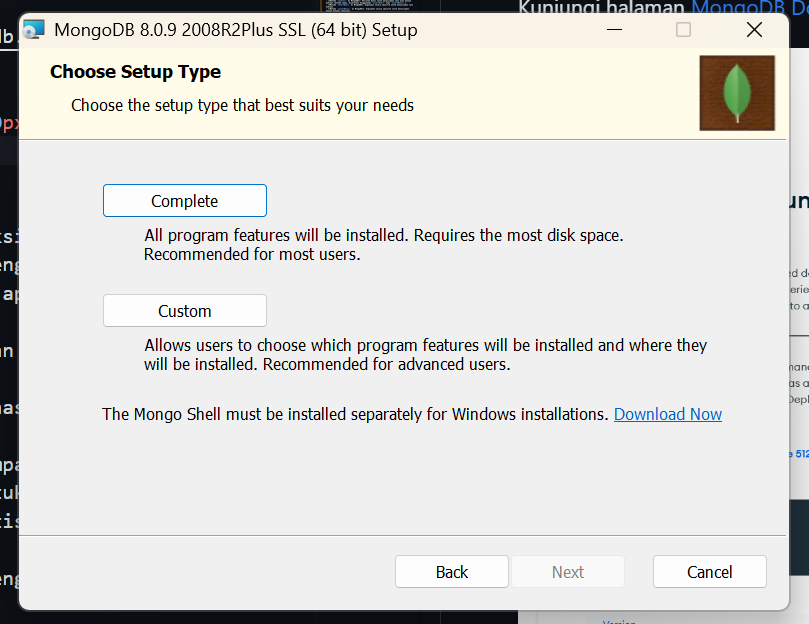 Kunjungi halaman MongoDB
MongoDB 8.0.9 2008R2Plus SSL (64 bit) Setup
Choose Setup Type
Choose the setup type that best suits your needs
Complete
All program features will be installed. Requires the most disk space.
Recommended for most users.
Custom
Allows users to choose which program features will be installed and where they
will be installed. Recommended for advanced users.
The Mongo Shell must be installed separately for Windows installations. Download Now
Back
Next
Cancel